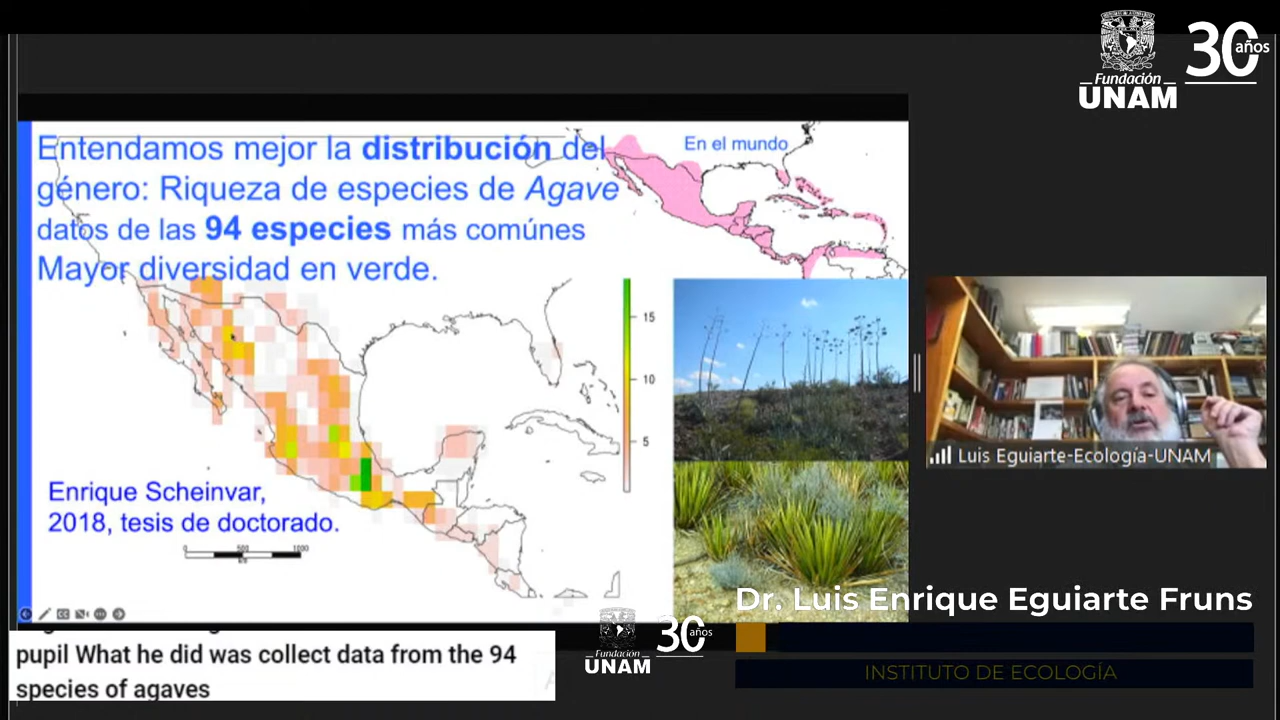 Fundación
UNAM
30 años
Entendamos mejor la distribución del
género: Riqueza de especies de Agave
datos de las 94 especies más comúnes
Mayor diversidad en verde.
En el mundo
15
10
5
Enrique Scheinvar,
2018, tesis de doctorado.
0 500 1000
km
Luis Eguiarte-Ecología-UNAM
Dr. Luis Enrique Eguiarte Fruns
INSTITUTO DE ECOLOGÍA
Fundación
UNAM
30 años
pupil What he did was collect data from the 94
species of agaves